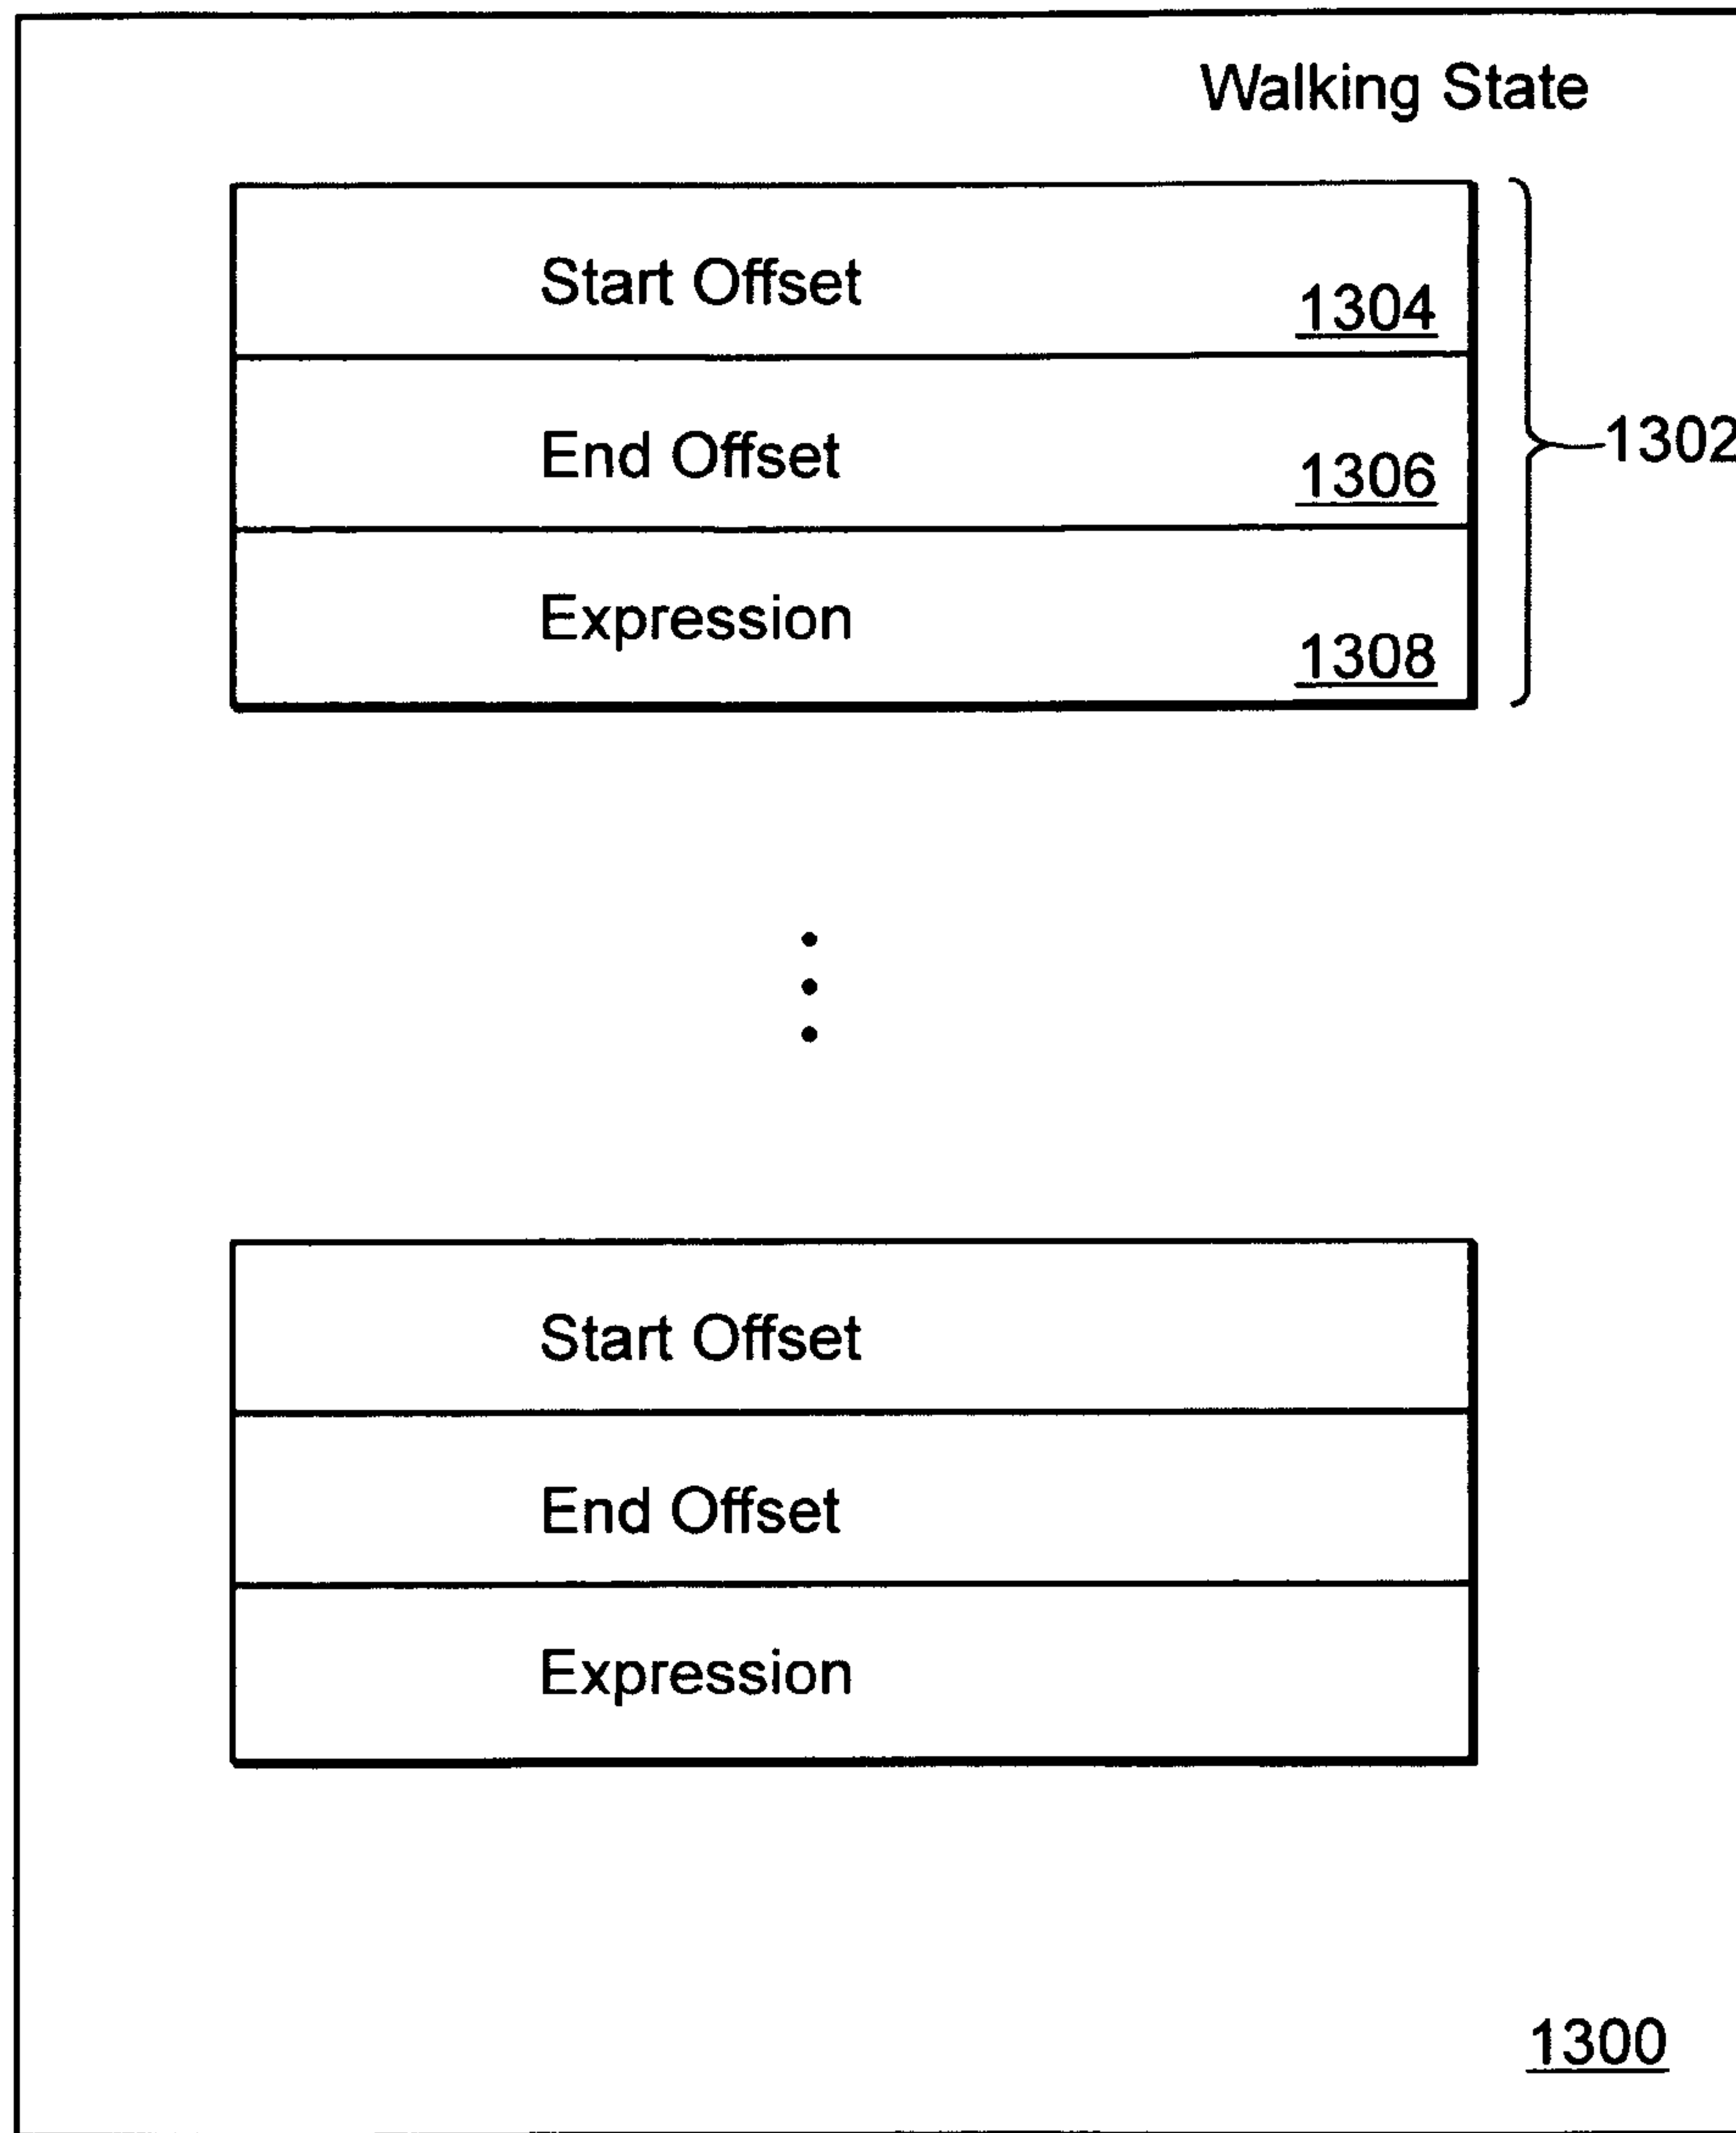 Walking State
Start Offset
1304
End Offset
1306
1302
Expression
1308
Start Offset
End Offset
Expression
1300